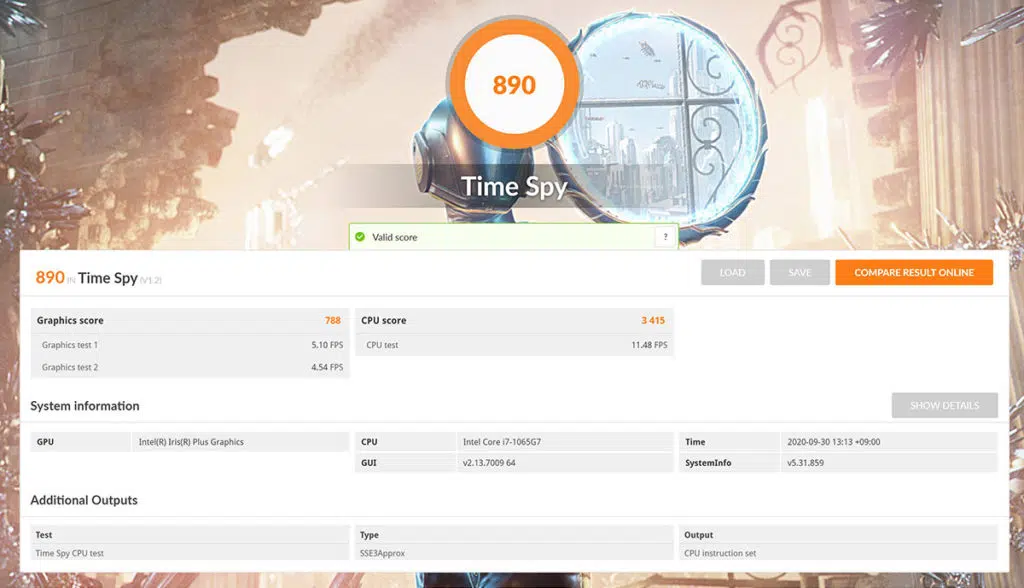 890
Time Spy
Valid score
?
890 IN Time Spy (V1.2)
LOAD
SAVE
COMPARE RESULT ONLINE
Graphics score 788
Graphics test 1 5.10 FPS
Graphics test 2 4.54 FPS
CPU score 3 415
CPU test 11.48 FPS
System information
SHOW DETAILS
GPU Intel(R) Iris(R) Plus Graphics
CPU Intel Core i7-1065G7
GUI v2.13.7009 64
Time 2020-09-30 13:13 +09:00
SystemInfo v5.31.859
Additional Outputs
Test Type Output
Time Spy CPU test SSE3Approx CPU instruction set